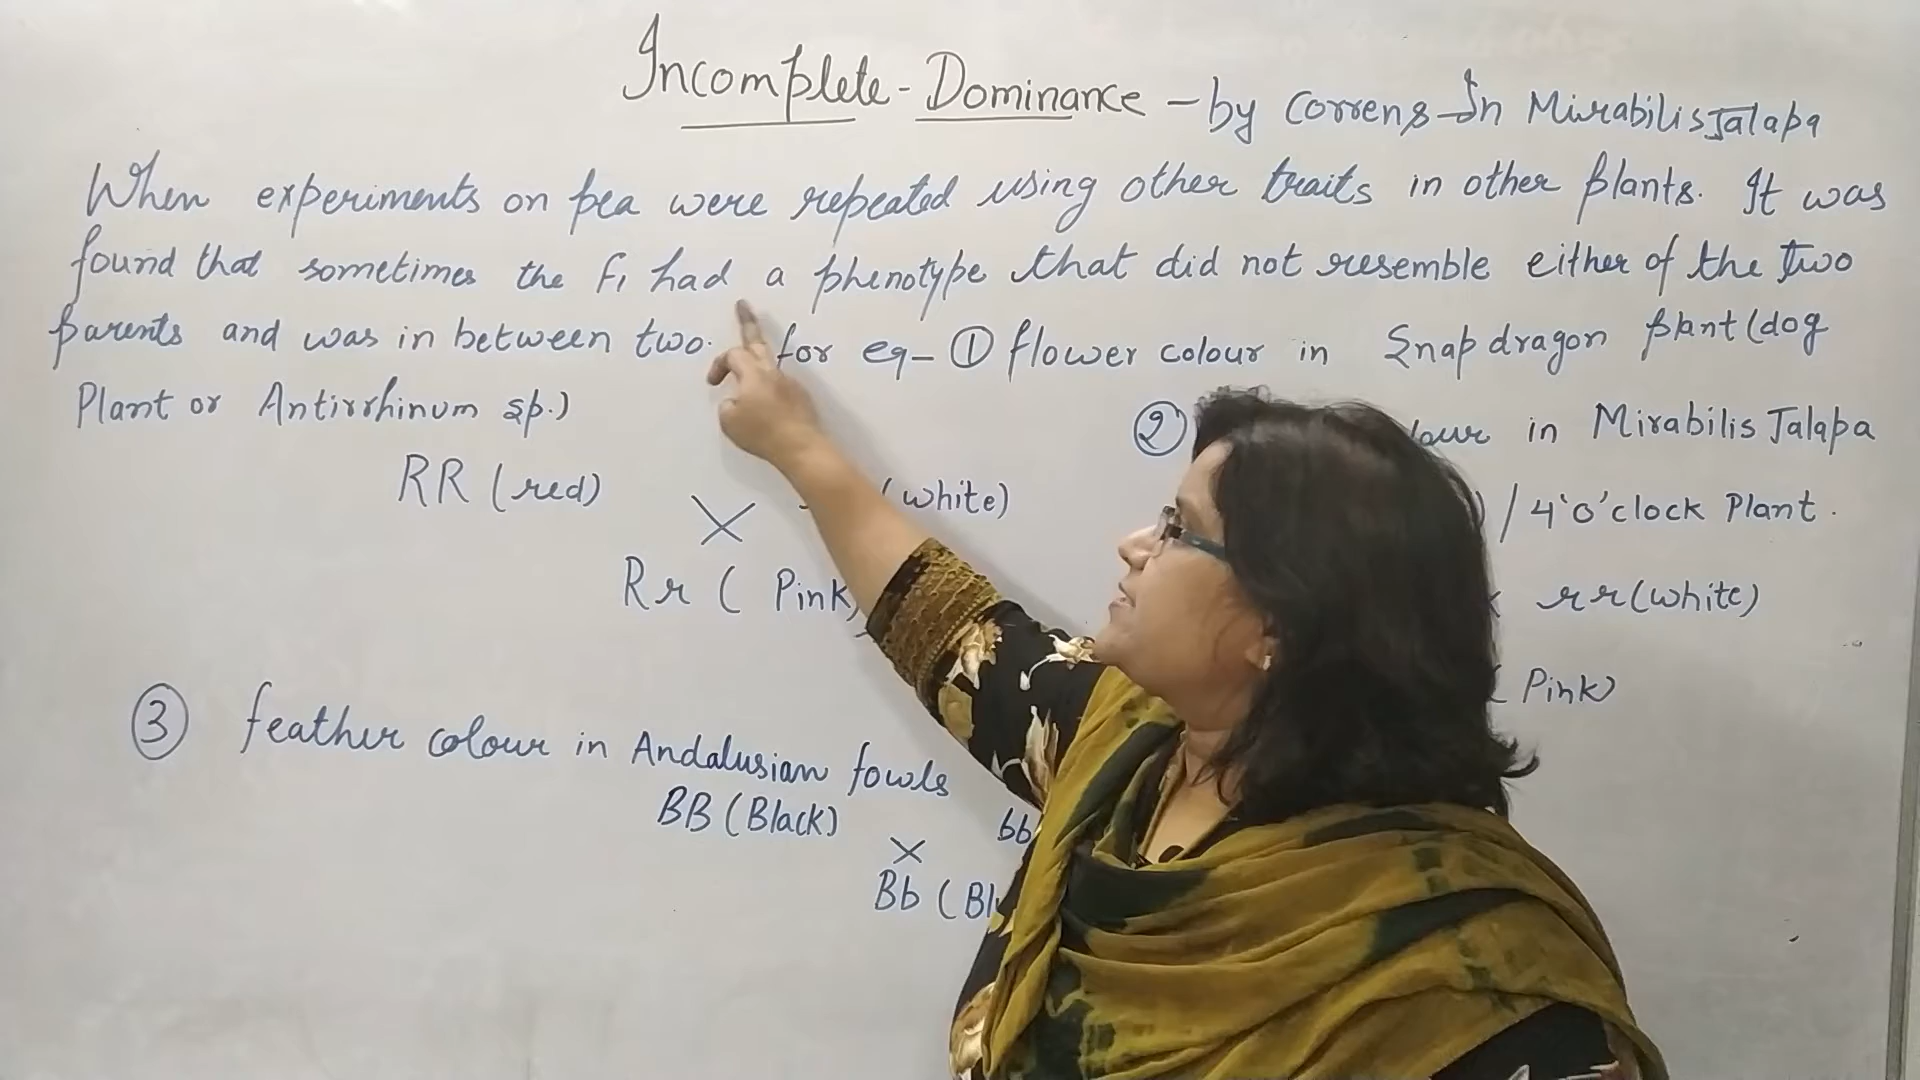 Incomplete - Dominance - by Correns In Mirabilis Jalapa
When experiments on pea were repeated using other traits in other plants. It was
found that sometimes the F1 had a phenotype that did not resemble either of the two
parents and was in between two. for eg- ① flower colour in Snapdragon plant (dog
Plant or Antirrhinum sp.)
② in Mirabilis Jalapa
RR (red) × (white)
/ 4'O'clock Plant.
Rr ( Pink)
rr (white)
Pink)
③ feather colour in Andalusian fowls
BB (Black) × bb
Bb (